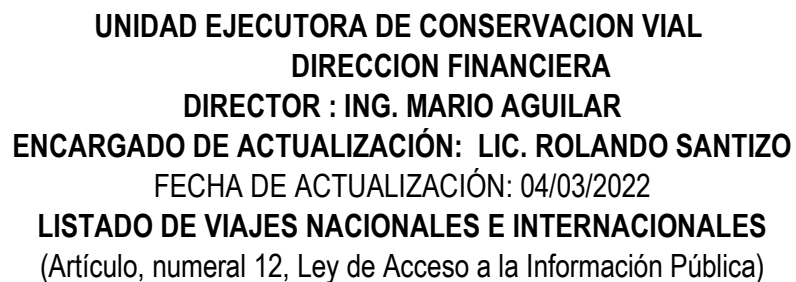 UNIDAD EJECUTORA DE CONSERVACION VIAL
DIRECCION FINANCIERA
DIRECTOR : ING. MARIO AGUILAR
ENCARGADO DE ACTUALIZACIÓN: LIC. ROLANDO SANTIZO
FECHA DE ACTUALIZACIÓN: 04/03/2022
LISTADO DE VIAJES NACIONALES E INTERNACIONALES
(Artículo, numeral 12, Ley de Acceso a la Información Pública)